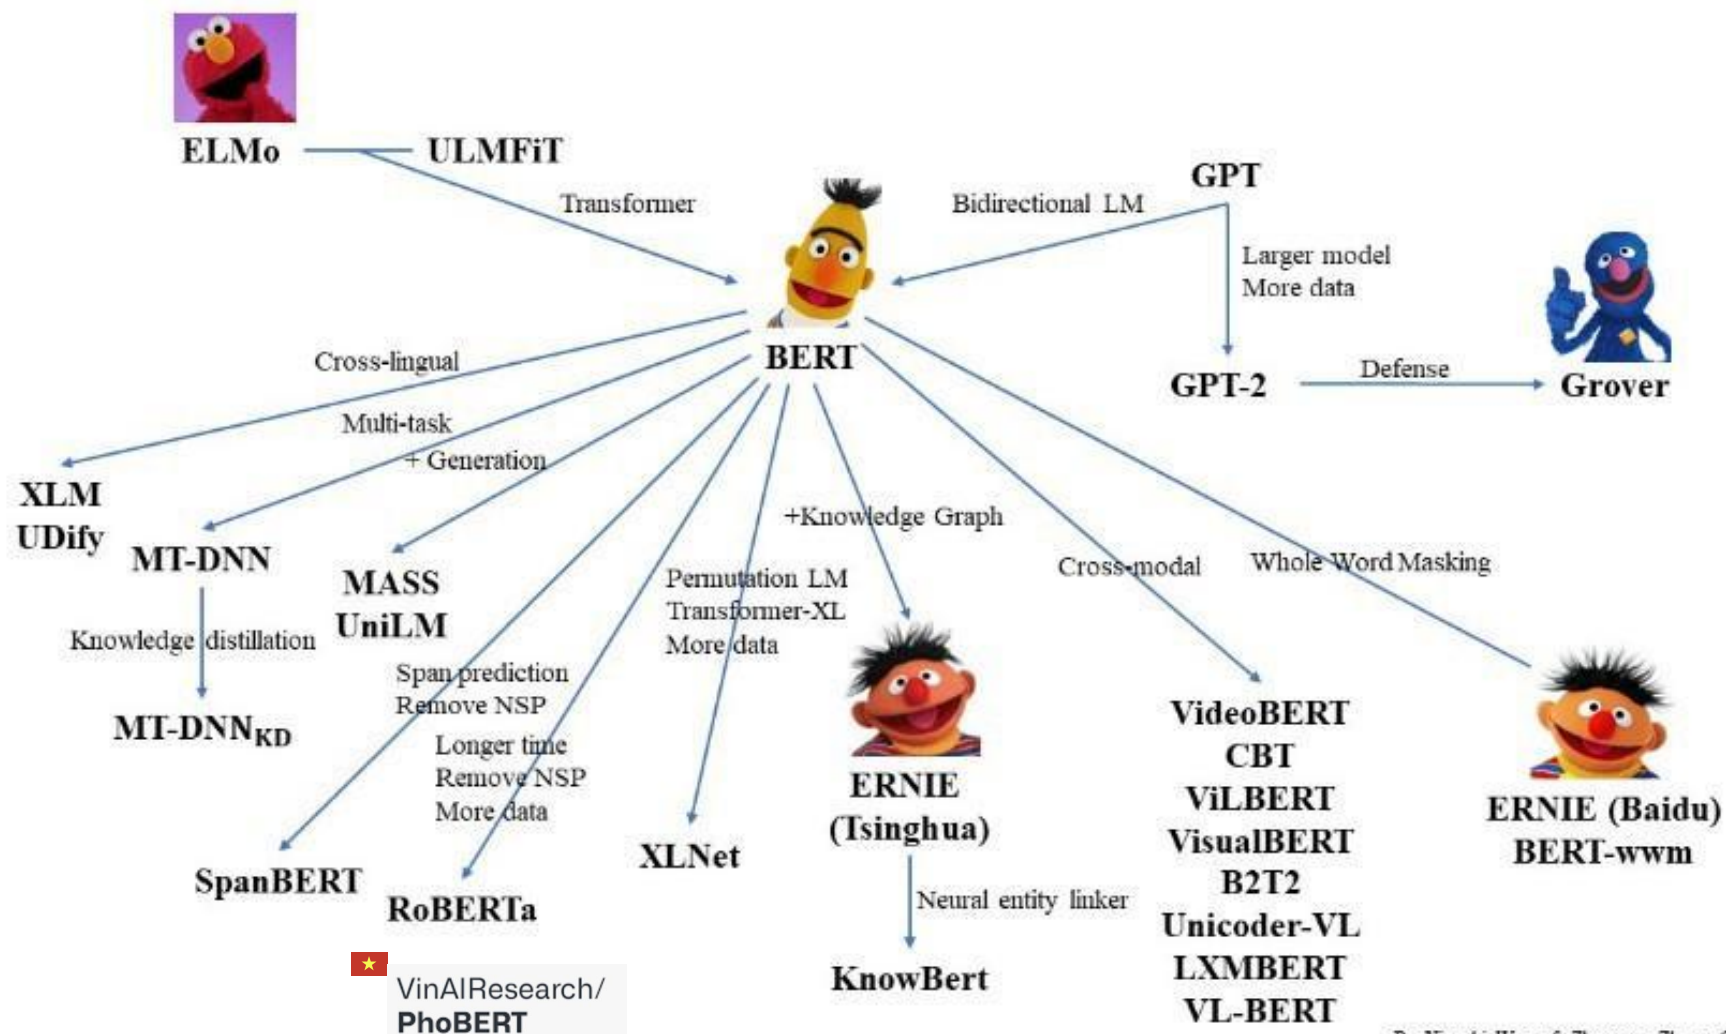 ELMo
ULMFiT
GPT
Transformer
Bidirectional LM
Larger model
More data
BERT
GPT-2
Defense
Grover
Cross-lingual
Multi-task
+ Generation
XLM
UDify
MT-DNN
MASS
UniLM
+Knowledge Graph
Cross-modal
Whole Word Masking
Permutation LM
Transformer-XL
More data
Knowledge distillation
MT-DNNKD
Span prediction
Remove NSP
Longer time
Remove NSP
More data
SpanBERT
RoBERTa
XLNet
ERNIE
(Tsinghua)
Neural entity linker
KnowBert
VideoBERT
CBT
ViLBERT
VisualBERT
B2T2
Unicoder-VL
LXMBERT
VL-BERT
ERNIE (Baidu)
BERT-wwm
VinAIResearch/
PhoBERT